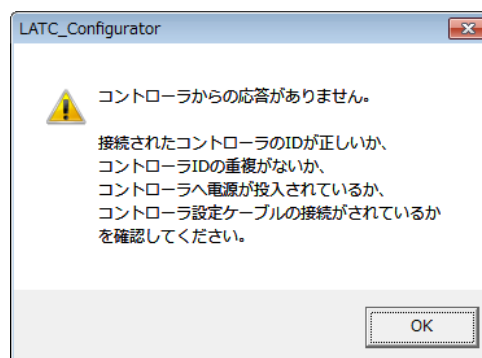 LATC_Configurator
コントローラからの応答がありません。
接続されたコントローラのIDが正しいか、
コントローラIDの重複がないか、
コントローラへ電源が投入されているか、
コントローラ設定ケーブルの接続がされているか
を確認してください。
OK